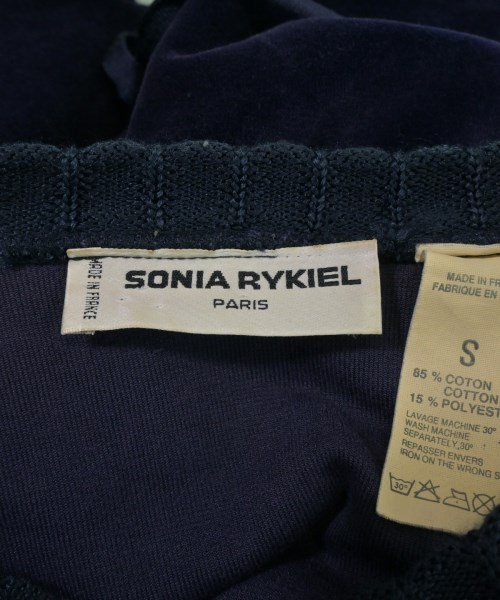 MADE IN FRANCE
SONIA RYKIEL
PARIS
MADE IN FR
FABRIQUE EN
S
85 % COTON
COTTON
15 % POLYEST
LAVAGE MACHINE 30°
WASH MACHINE
SEPARATELY, 30°
REPASSER ENVERS
IRON ON THE WRONG S
30°